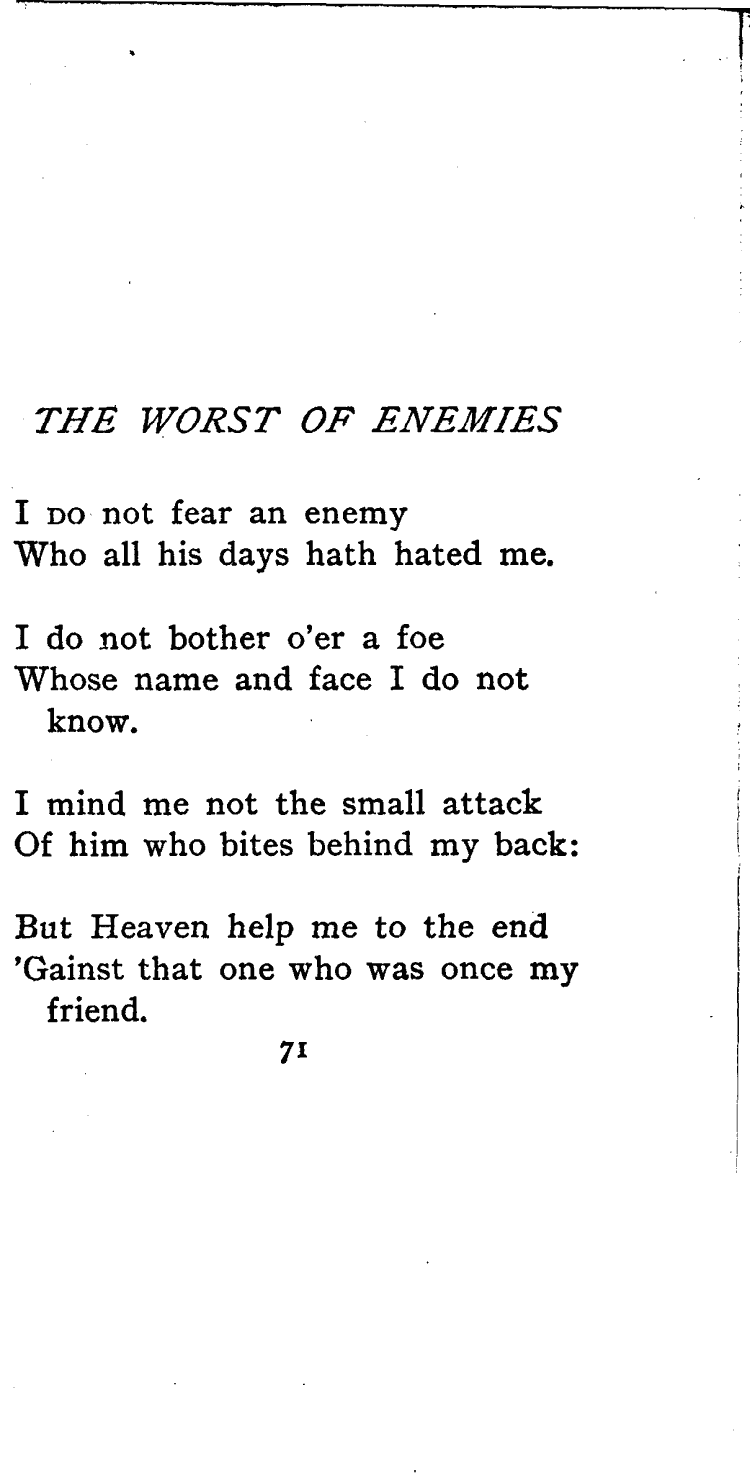 THE WORST OF ENEMIES
I DO not fear an enemy
Who all his days hath hated me.
I do not bother o'er a foe
Whose name and face I do not
know.
I mind me not the small attack
Of him who bites behind my back:
But Heaven help me to the end
'Gainst that one who was once my
friend.
71